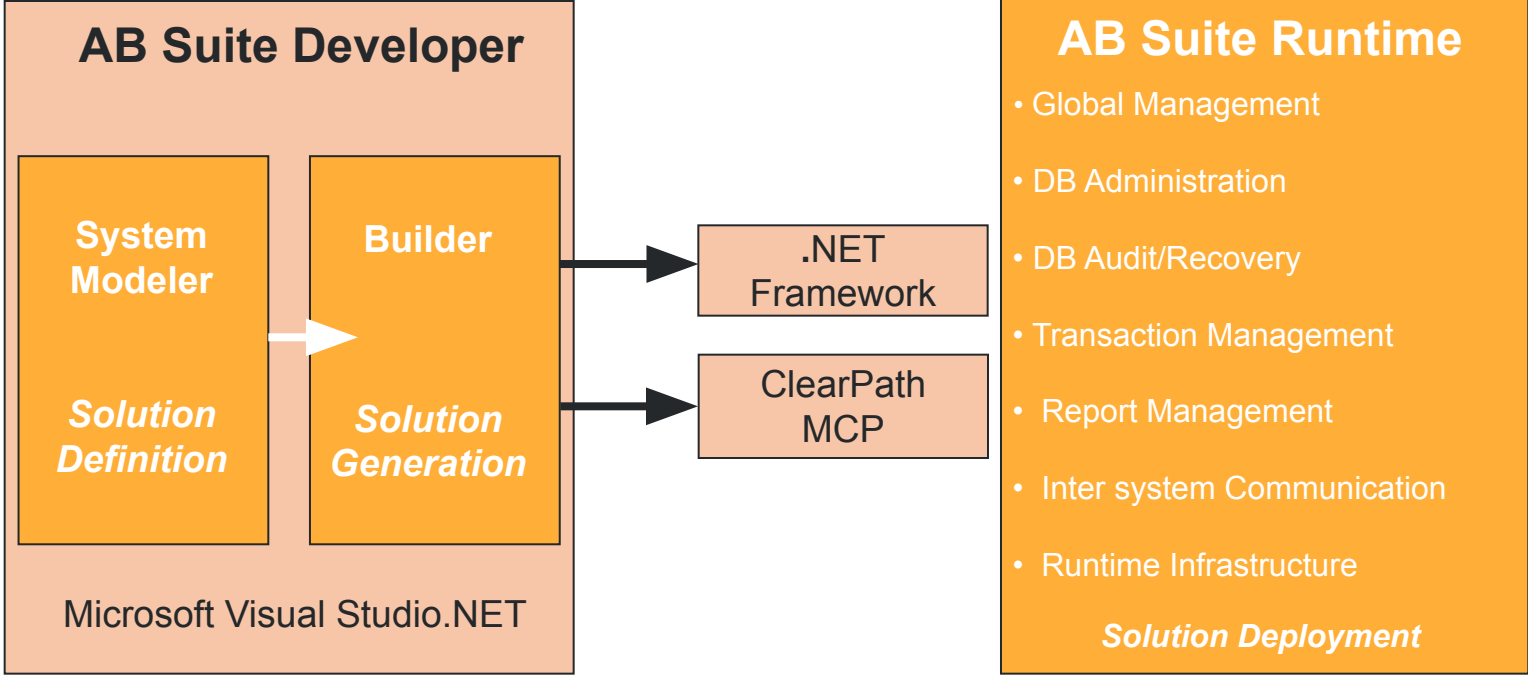 AB Suite Developer
System
Modeler
Solution
Definition
Builder
Solution
Generation
Microsoft Visual Studio.NET
.NET
Framework
ClearPath
MCP
AB Suite Runtime
• Global Management
• DB Administration
• DB Audit/Recovery
• Transaction Management
• Report Management
• Inter system Communication
• Runtime Infrastructure
Solution Deployment